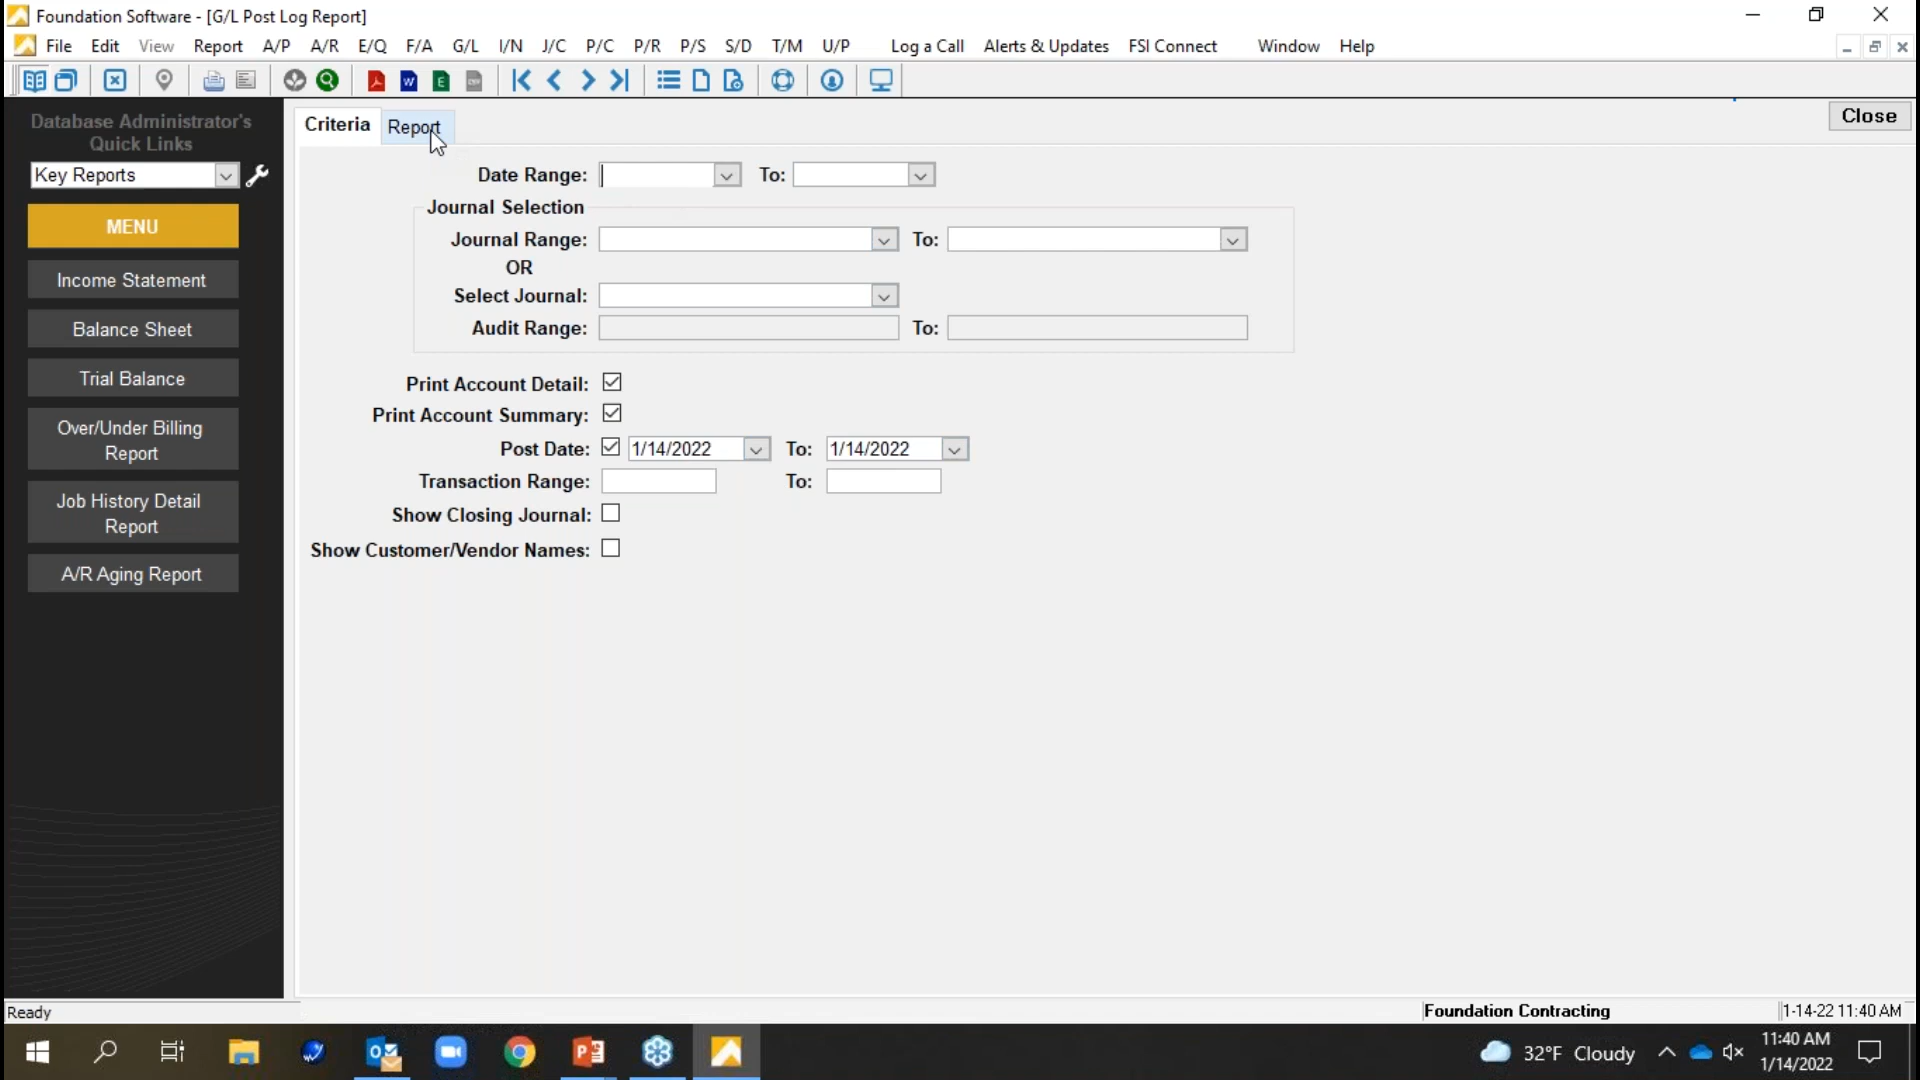 Foundation Software - [G/L Post Log Report]
File Edit View Report A/P A/R E/Q F/A G/L I/N J/C P/C P/R P/S S/D T/M U/P Log a Call Alerts & Updates FSI Connect Window Help
Database Administrator's
Quick Links
Key Reports
MENU
Income Statement
Balance Sheet
Trial Balance
Over/Under Billing
Report
Job History Detail
Report
A/R Aging Report
Criteria Report
Close
Date Range: To:
Journal Selection
Journal Range: To:
OR
Select Journal:
Audit Range: To:
Print Account Detail:
Print Account Summary:
Post Date: 1/14/2022 To: 1/14/2022
Transaction Range: To:
Show Closing Journal:
Show Customer/Vendor Names:
Ready
Foundation Contracting
1-14-22 11:40 AM
32°F Cloudy
11:40 AM
1/14/2022